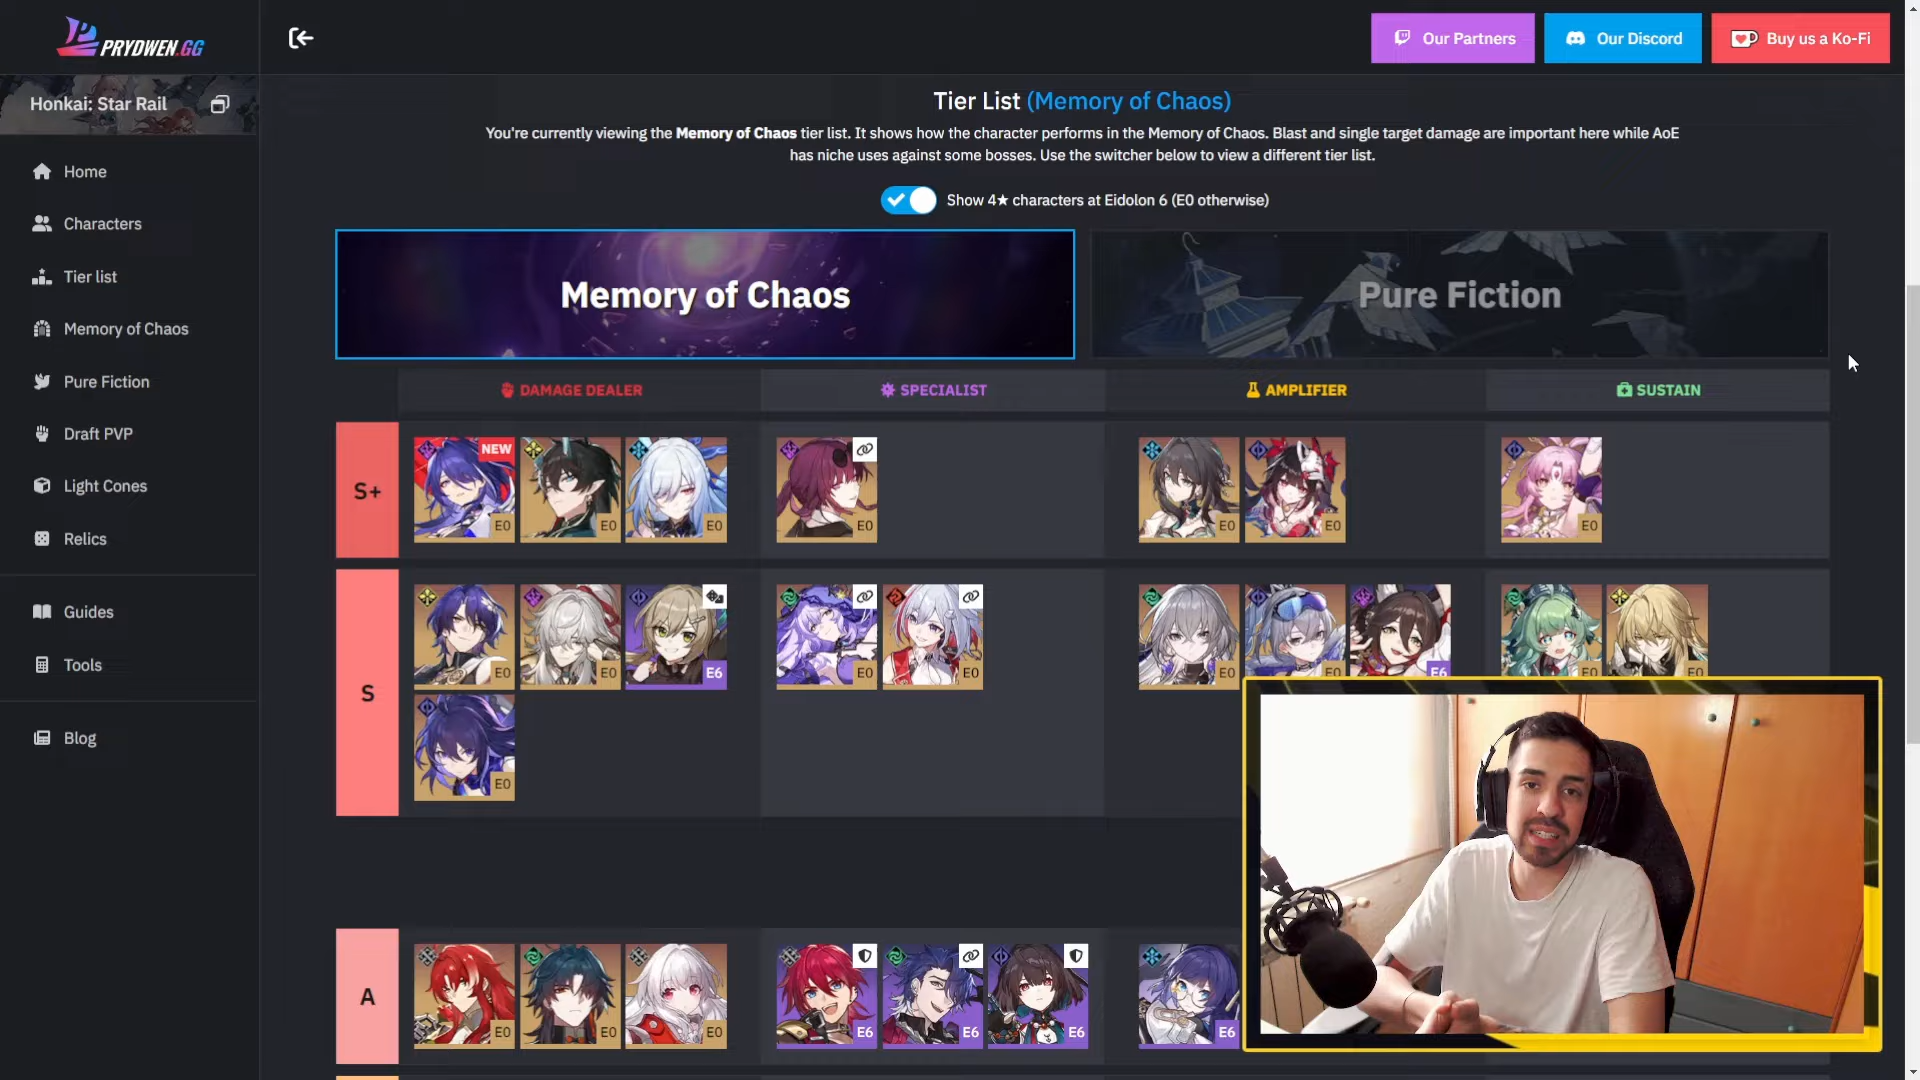 PRYDWEN.GG
Our Partners
Our Discord
Buy us a Ko-Fi
Honkai: Star Rail
Home
Characters
Tier list
Memory of Chaos
Pure Fiction
Draft PVP
Light Cones
Relics
Guides
Tools
Blog
Tier List (Memory of Chaos)
You're currently viewing the Memory of Chaos tier list. It shows how the character performs in the Memory of Chaos. Blast and single target damage are important here while AoE
has niche uses against some bosses. Use the switcher below to view a different tier list.
Show 4★ characters at Eidolon 6 (E0 otherwise)
Memory of Chaos
Pure Fiction
DAMAGE DEALER
SPECIALIST
AMPLIFIER
SUSTAIN
S+
NEW
E0 E0 E0 E0 E0 E0 E0
S
E0 E0 E6 E0 E0 E0 E0 E6 E0 E0
E0
A
E0 E0 E0 E6 E6 E6 E6